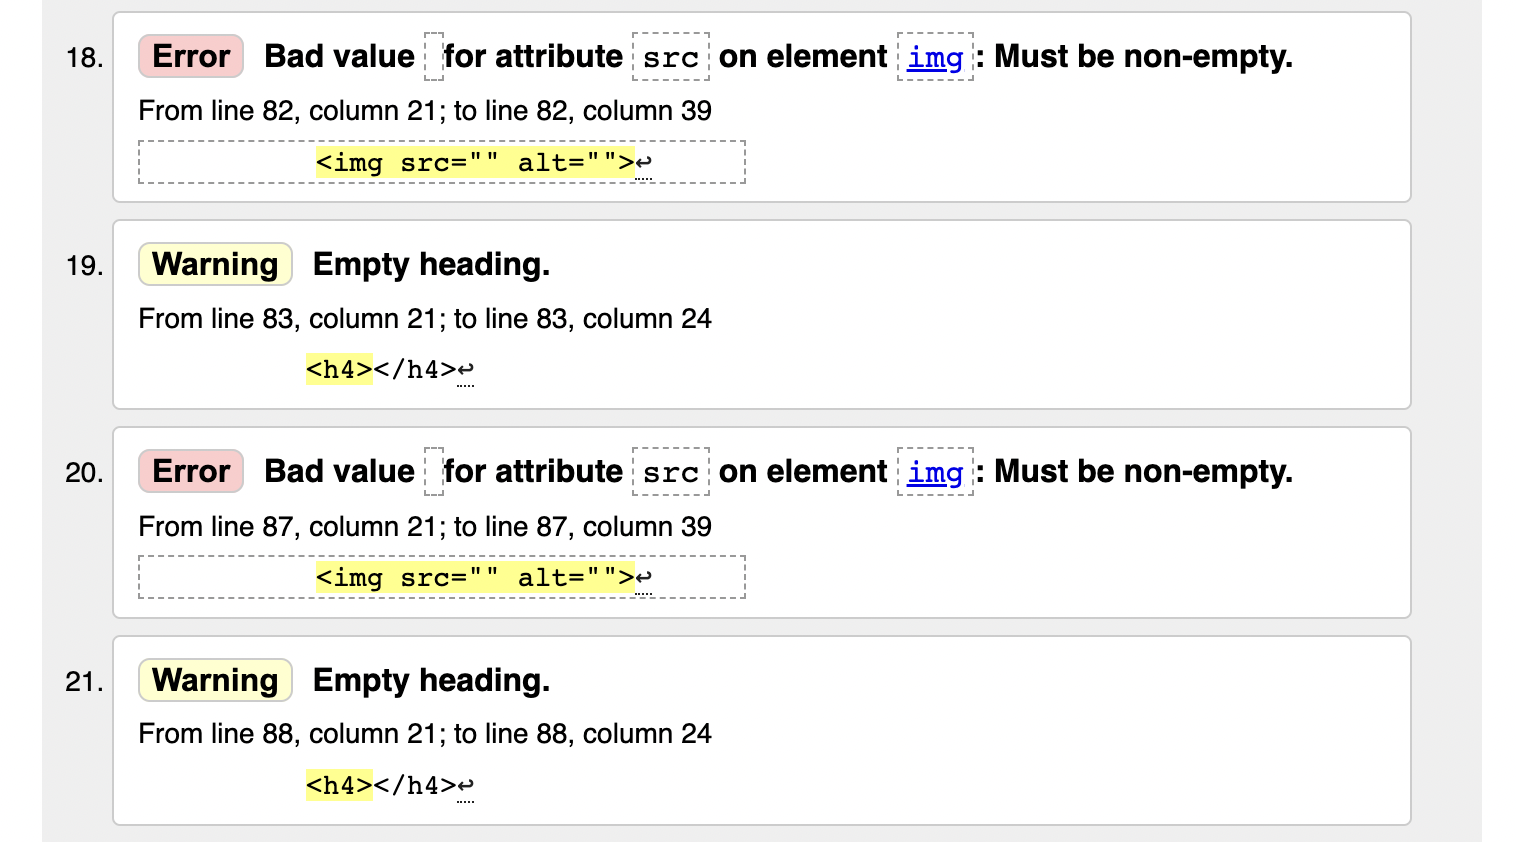 18. Error Bad value for attribute src on element img: Must be non-empty.
From line 82, column 21; to line 82, column 39
<img src="" alt="">↩
19. Warning Empty heading.
From line 83, column 21; to line 83, column 24
<h4></h4>↩
20. Error Bad value for attribute src on element img: Must be non-empty.
From line 87, column 21; to line 87, column 39
<img src="" alt="">↩
21. Warning Empty heading.
From line 88, column 21; to line 88, column 24
<h4></h4>↩